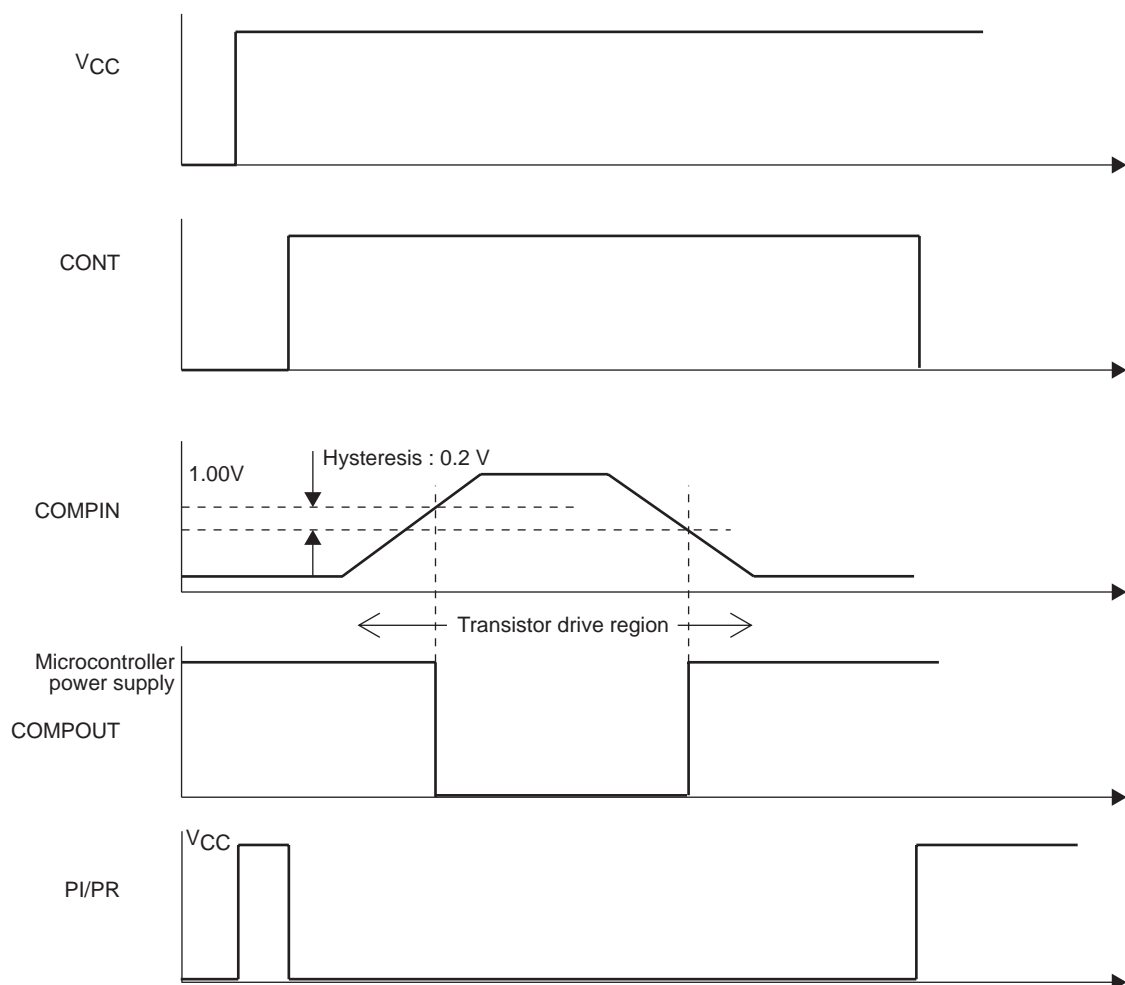 VCC
CONT
Hysteresis : 0.2 V
1.00V
COMPIN
Transistor drive region
Microcontroller
power supply
COMPOUT
VCC
PI/PR